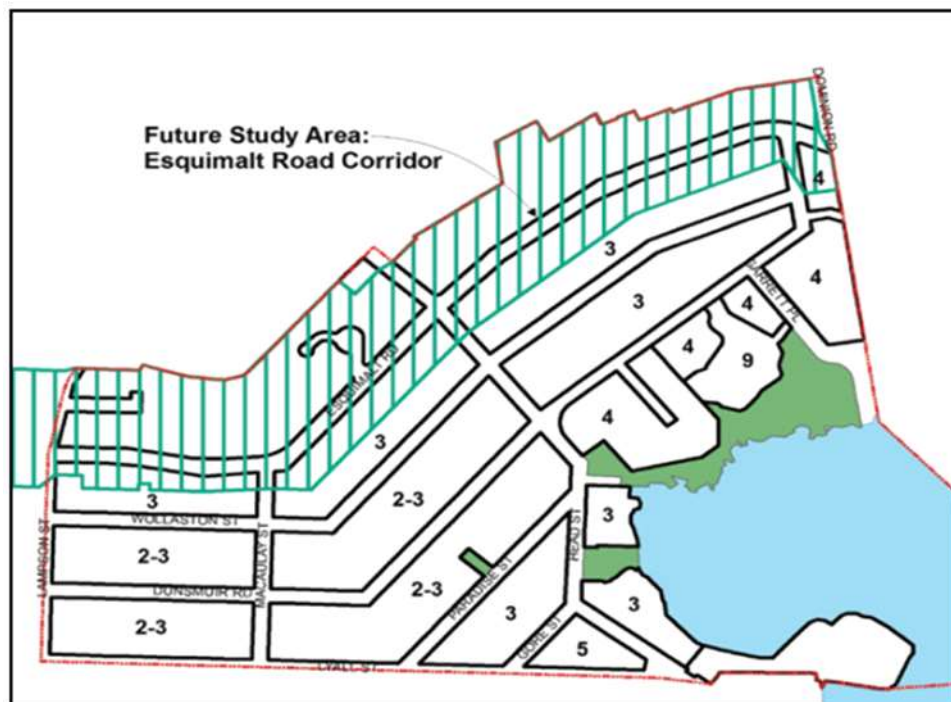 DOMINION RD
Future Study Area:
Esquimalt Road Corridor
4
3
BARRETT PL
4
3
4
4
9
ESQUIMALT RD
4
3
2-3
3
WOLLASTON ST
3
LAMPSON ST
MACAULAY ST
HEAD ST
2-3
2-3
PARADISE ST
DUNSMUIR RD
3
3
2-3
GORE ST
5
LYALL ST